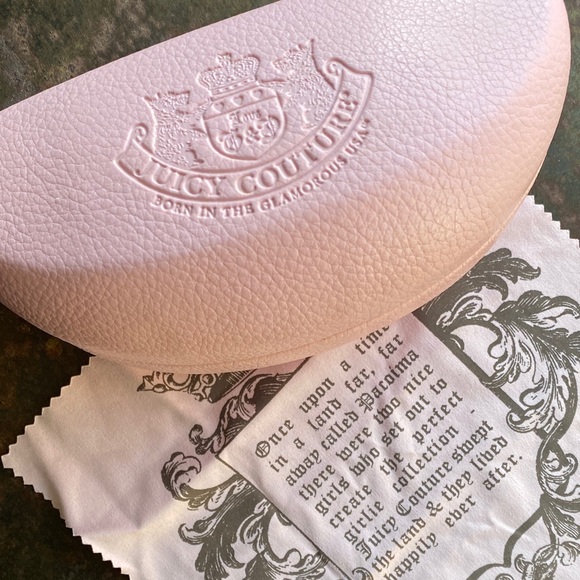 Love
G & P
JUICY COUTURE
BORN IN THE GLAMOROUS USA™
Once upon a time
in a land far, far
away called Pacoima
there were two nice
girls who set out to
create the perfect
girlie collection -
Juicy Couture swept
the land & they lived
happily ever after.